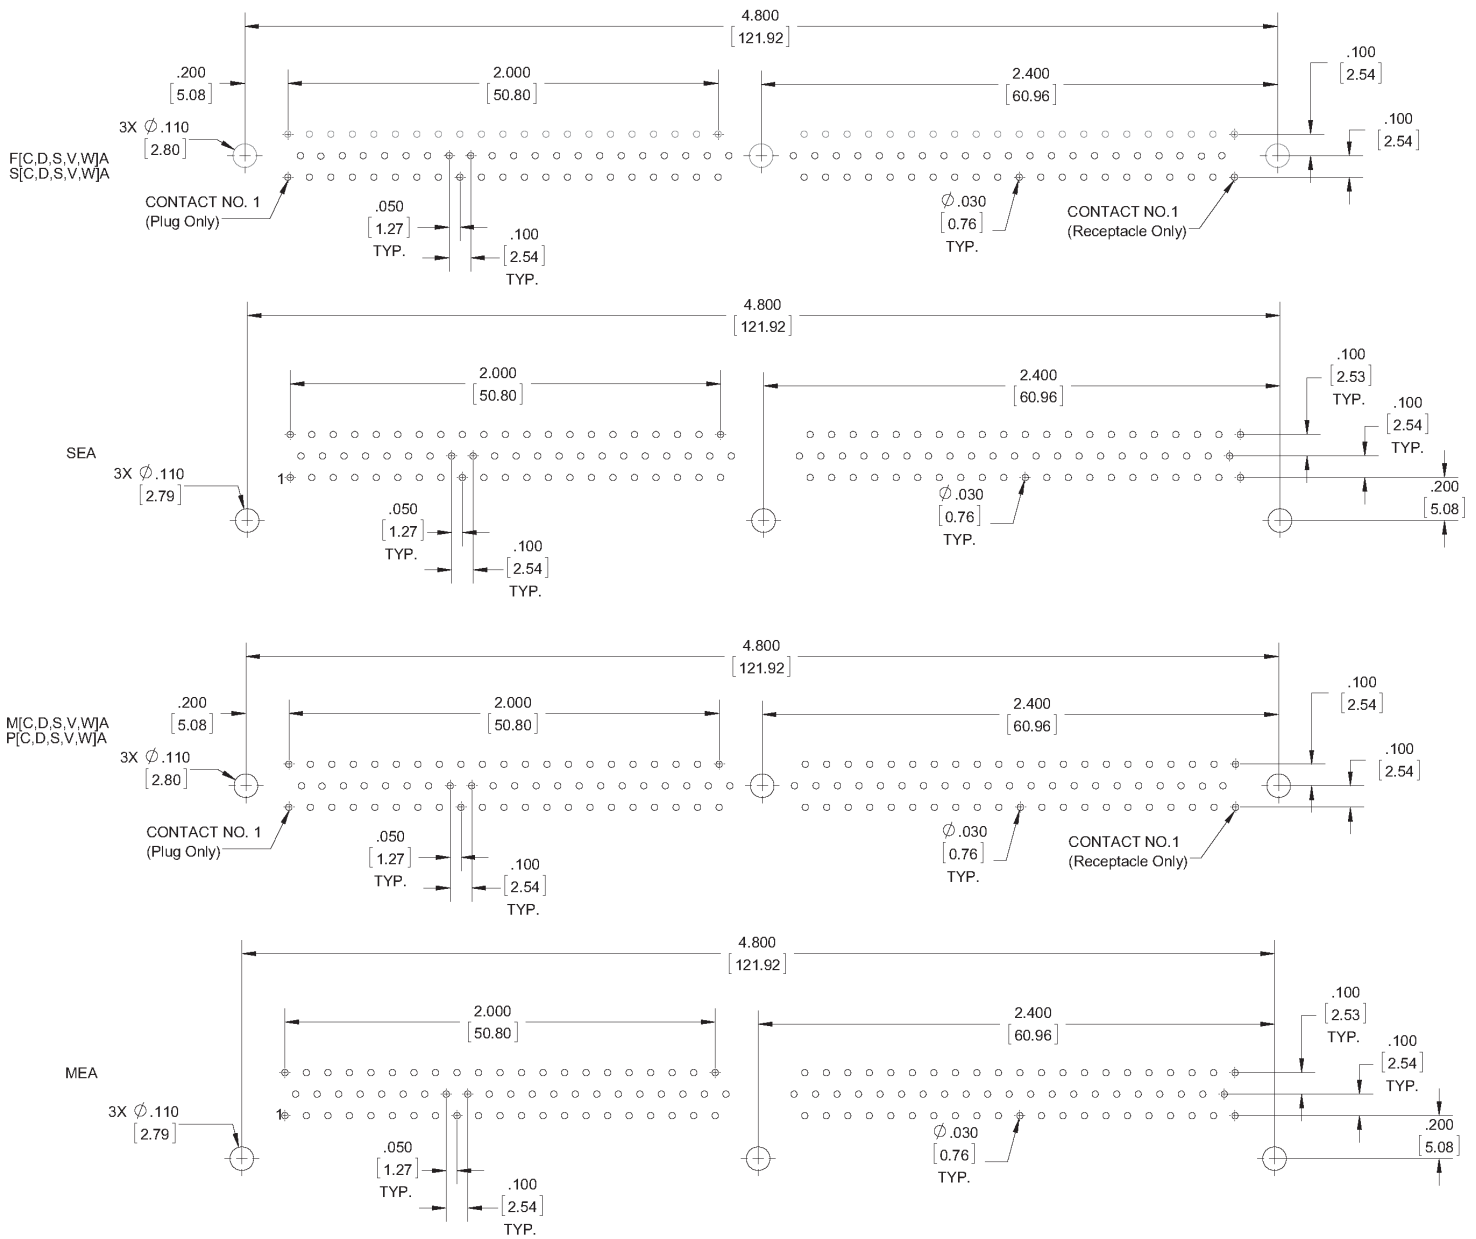 4.800
[121.92]
.100
[2.54]
.200
[5.08]
2.000
[50.80]
2.400
[60.96]
3X Ø.110
[2.80]
.100
[2.54]
F[C,D,S,V,W]A
S[C,D,S,V,W]A
CONTACT NO. 1
(Plug Only)
.050
[1.27]
TYP.
.100
[2.54]
TYP.
Ø.030
[0.76]
TYP.
CONTACT NO.1
(Receptacle Only)
4.800
[121.92]
2.000
[50.80]
2.400
[60.96]
.100
[2.53]
TYP.
.100
[2.54]
TYP.
SEA
3X Ø.110
[2.79]
1
.050
[1.27]
TYP.
.100
[2.54]
TYP.
Ø.030
[0.76]
TYP.
.200
[5.08]
4.800
[121.92]
.200
[5.08]
2.000
[50.80]
2.400
[60.96]
.100
[2.54]
M[C,D,S,V,W]A
P[C,D,S,V,W]A
3X Ø.110
[2.80]
.100
[2.54]
CONTACT NO. 1
(Plug Only)
.050
[1.27]
TYP.
.100
[2.54]
TYP.
Ø.030
[0.76]
TYP.
CONTACT NO.1
(Receptacle Only)
4.800
[121.92]
2.000
[50.80]
2.400
[60.96]
.100
[2.53]
TYP.
.100
[2.54]
TYP.
MEA
3X Ø.110
[2.79]
1
.050
[1.27]
TYP.
.100
[2.54]
TYP.
Ø.030
[0.76]
TYP.
.200
[5.08]